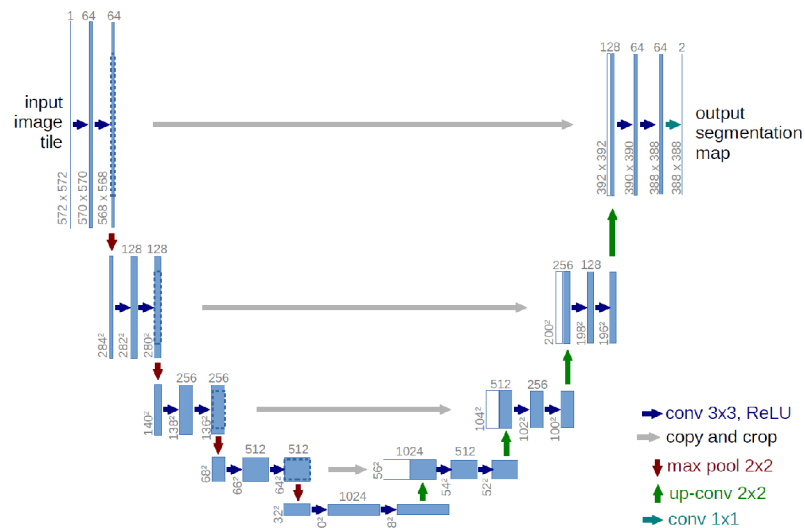 1 64 64
input
image
tile
572 x 572
570 x 570
568 x 568
128 64 64 2
output
segmentation
map
392 x 392
390 x 390
388 x 388
388 x 388
128 128
284²
282²
280²
256 128
200²
198²
196²
256 256
140²
138²
136²
512 256
104²
102²
100²
512 512
68²
66²
64²
1024 512
56²
54²
52²
1024
32²
0²
8²
conv 3x3, ReLU
copy and crop
max pool 2x2
up-conv 2x2
conv 1x1